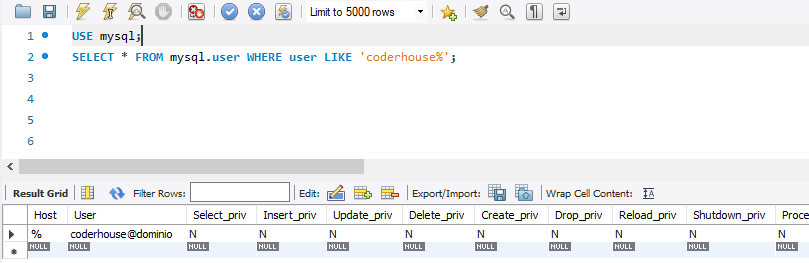 Limit to 5000 rows
1 USE mysql;
2 SELECT * FROM mysql.user WHERE user LIKE 'coderhouse%';
3
4
5
6
Result Grid Filter Rows: Edit: Export/Import: Wrap Cell Content: IA
Host User Select_priv Insert_priv Update_priv Delete_priv Create_priv Drop_priv Reload_priv Shutdown_priv Proce
% coderhouse@dominio N N N N N N N N N
NULL NULL NULL NULL NULL NULL NULL NULL NULL NULL NULL